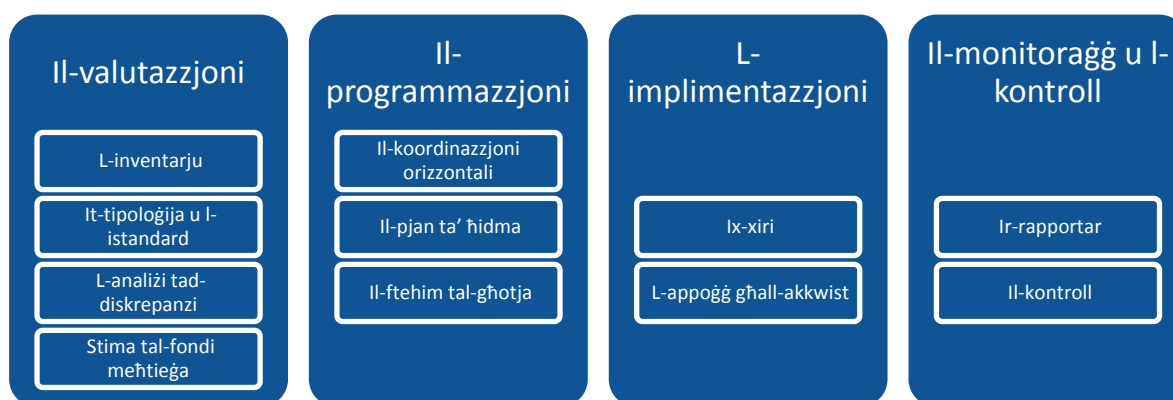 Il-valutazzjoni
L-inventarju
It-tipoloġija u l-
istandard
L-analiżi tad-
diskrepanzi
Stima tal-fondi
meħtieġa
Il-
programmazzjoni
Il-koordinazzjoni
orizzontali
Il-pjan ta’ ħidma
Il-ftehim tal-għotja
L-
implimentazzjoni
Ix-xiri
L-appoġġ għall-akkwist
Il-monitoraġġ u l-
kontroll
Ir-rapportar
Il-kontroll